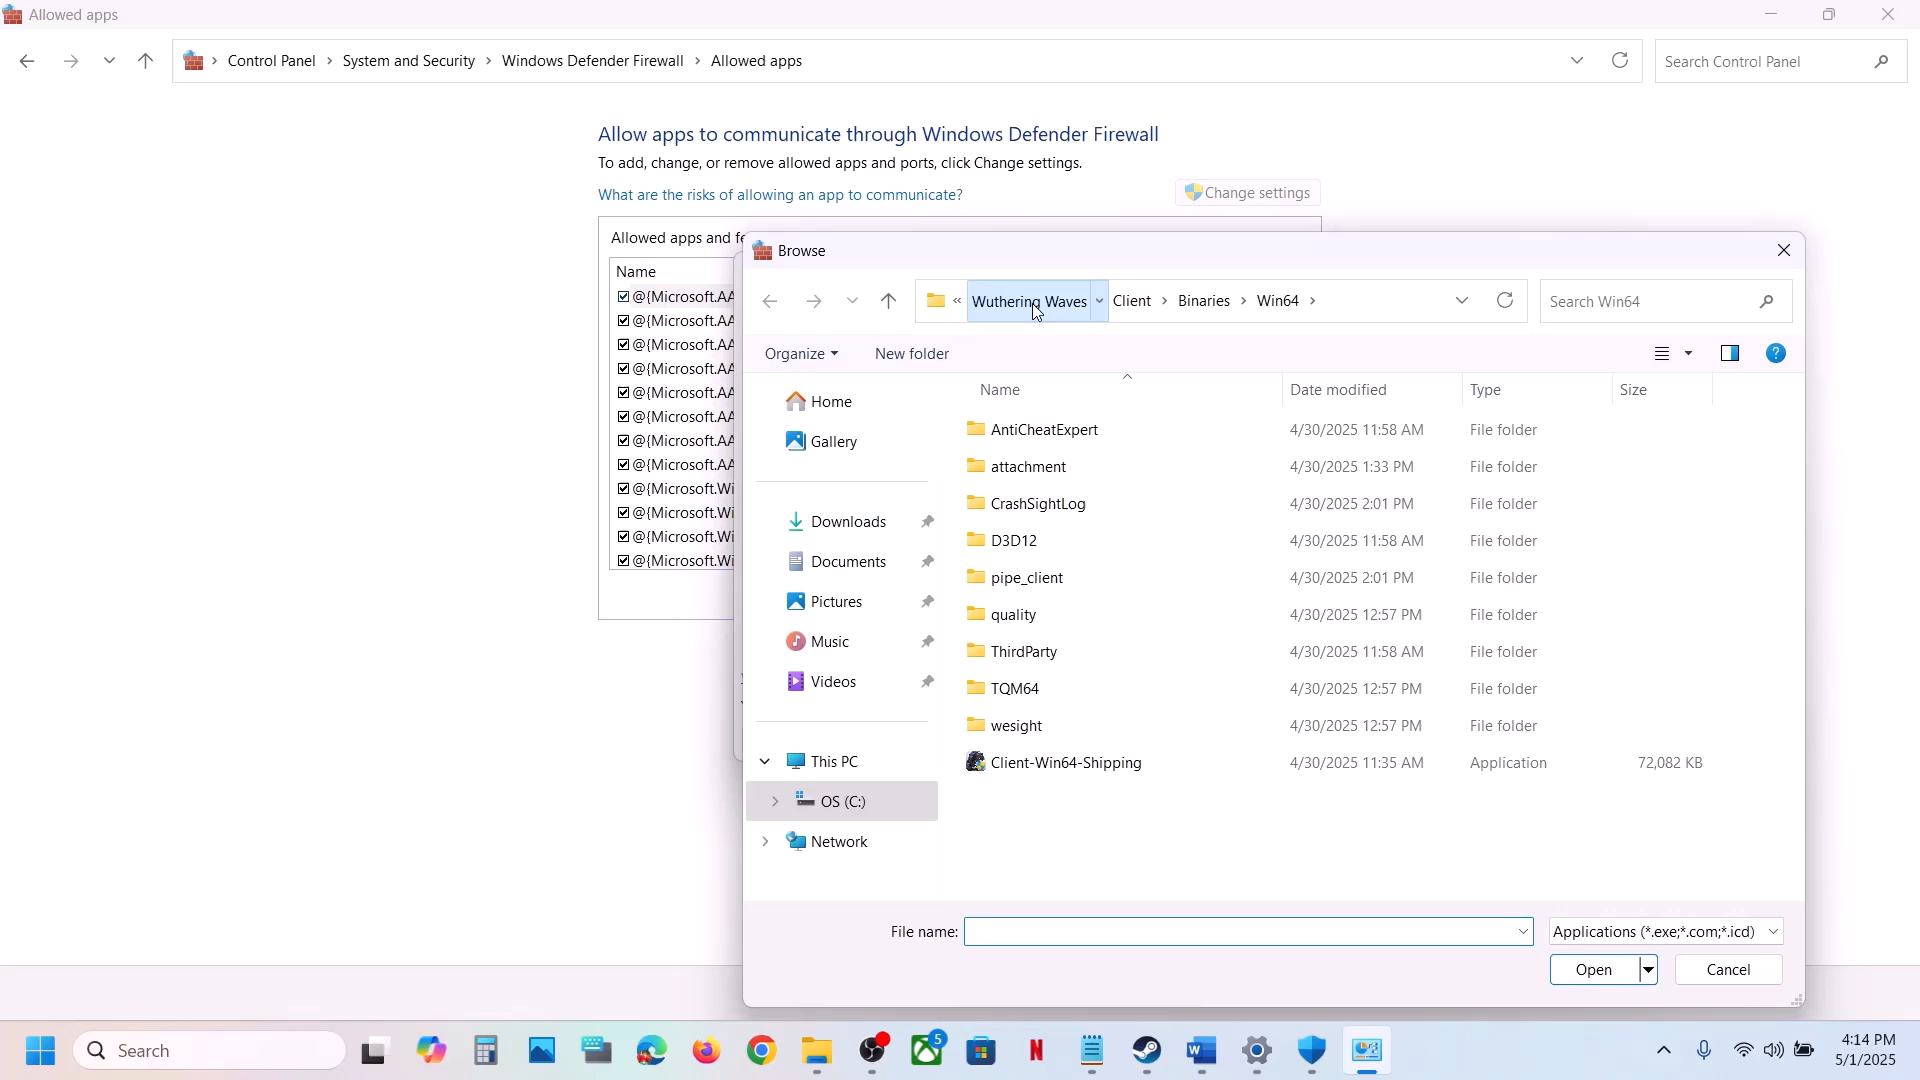 Allowed apps
Control Panel > System and Security > Windows Defender Firewall > Allowed apps
Search Control Panel
Allow apps to communicate through Windows Defender Firewall
To add, change, or remove allowed apps and ports, click Change settings.
What are the risks of allowing an app to communicate?
Change settings
Allowed apps and fe
Name
@{Microsoft.AA
@{Microsoft.AA
@{Microsoft.AA
@{Microsoft.AA
@{Microsoft.AA
@{Microsoft.AA
@{Microsoft.AA
@{Microsoft.AA
@{Microsoft.Wi
@{Microsoft.Wi
@{Microsoft.Wi
@{Microsoft.Wi
Browse
« Wuthering Waves Client > Binaries > Win64 >
Search Win64
Organize
New folder
Home
Gallery
Downloads
Documents
Pictures
Music
Videos
This PC
OS (C:)
Network
Name Date modified Type Size
AntiCheatExpert 4/30/2025 11:58 AM File folder
attachment 4/30/2025 1:33 PM File folder
CrashSightLog 4/30/2025 2:01 PM File folder
D3D12 4/30/2025 11:58 AM File folder
pipe_client 4/30/2025 2:01 PM File folder
quality 4/30/2025 12:57 PM File folder
ThirdParty 4/30/2025 11:58 AM File folder
TQM64 4/30/2025 12:57 PM File folder
wesight 4/30/2025 12:57 PM File folder
Client-Win64-Shipping 4/30/2025 11:35 AM Application 72,082 KB
File name:
Applications (*.exe;*.com;*.icd)
Open
Cancel
Search
5
4:14 PM
5/1/2025